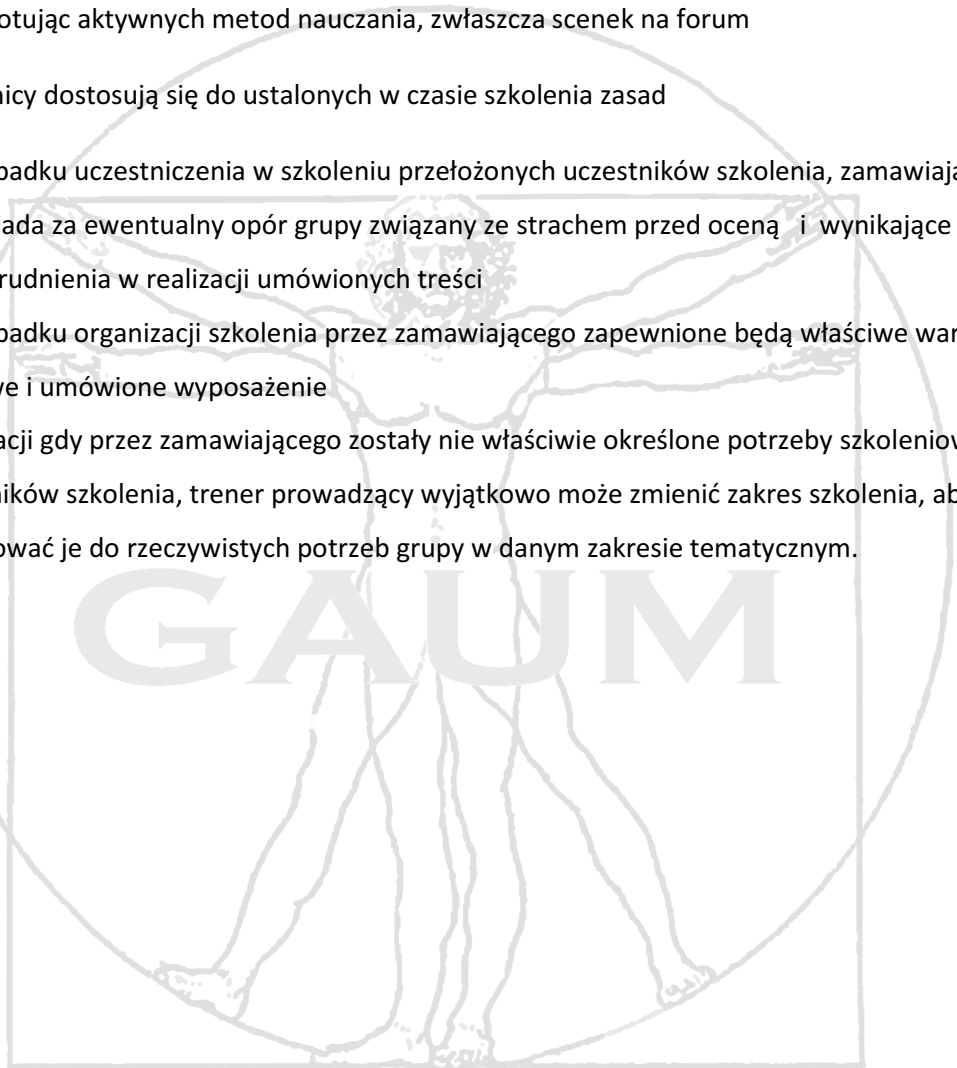 otując aktywnych metod nauczania, zwłaszcza scenek na forum
nicy dostosują się do ustalonych w czasie szkolenia zasad
padku uczestniczenia w szkoleniu przełożonych uczestników szkolenia, zamawiają
ada za ewentualny opór grupy związany ze strachem przed oceną i wynikające
rudnienia w realizacji umówionych treści
padku organizacji szkolenia przez zamawiającego zapewnione będą właściwe war
we i umówione wyposażenie
acji gdy przez zamawiającego zostały nie właściwie określone potrzeby szkoleniow
ików szkolenia, trener prowadzący wyjątkowo może zmienić zakres szkolenia, ab
ować je do rzeczywistych potrzeb grupy w danym zakresie tematycznym.
GAUM